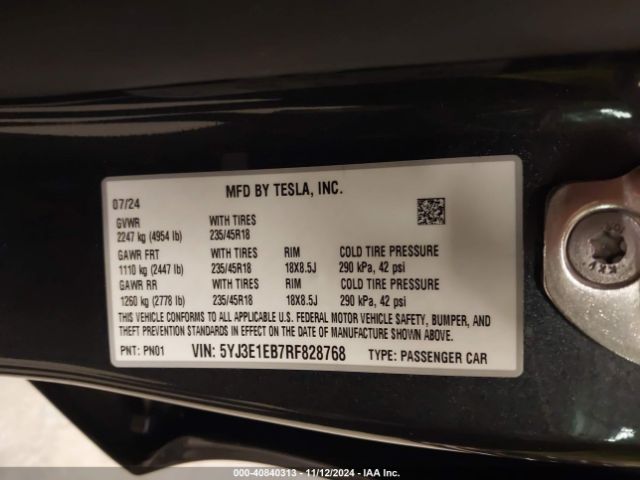 MFD BY TESLA, INC.
07/24
GVWR WITH TIRES
2247 kg (4954 lb) 235/45R18
GAWR FRT WITH TIRES RIM COLD TIRE PRESSURE
1110 kg (2447 lb) 235/45R18 18X8.5J 290 kPa, 42 psi
GAWR RR WITH TIRES RIM COLD TIRE PRESSURE
1260 kg (2778 lb) 235/45R18 18X8.5J 290 kPa, 42 psi
THIS VEHICLE CONFORMS TO ALL APPLICABLE U.S. FEDERAL MOTOR VEHICLE SAFETY, BUMPER, AND
THEFT PREVENTION STANDARDS IN EFFECT ON THE DATE OF MANUFACTURE SHOWN ABOVE.
PNT: PN01 VIN: 5YJ3E1EB7RF828768 TYPE: PASSENGER CAR
000-40840313 - 11/12/2024 - IAA Inc.